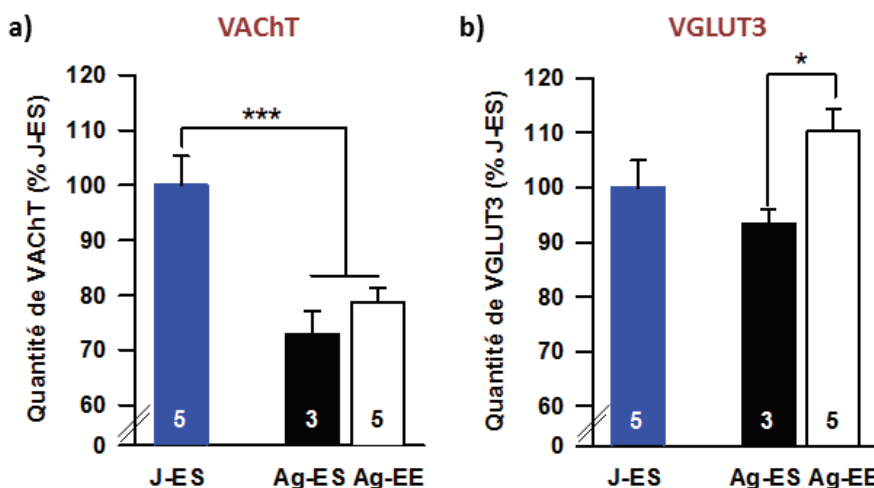 a)
VAChT
Quantité de VAChT (% J-ES)
120
110
100
90
80
70
60
0
***
5
3
5
J-ES
Ag-ES
Ag-EE
b)
VGLUT3
Quantité de VGLUT3 (% J-ES)
120
110
100
90
80
70
60
0
*
5
3
5
J-ES
Ag-ES
Ag-EE